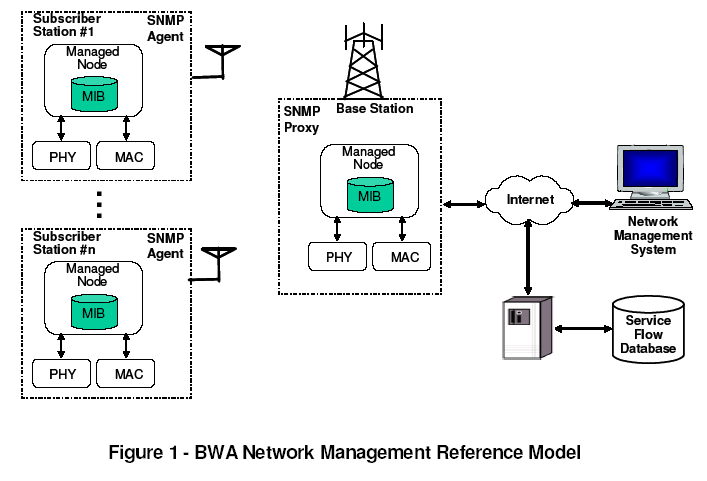 Subscriber
Station #1
SNMP
Agent
Managed
Node
MIB
PHY
MAC
Subscriber
Station #n
SNMP
Agent
Managed
Node
MIB
PHY
MAC
SNMP
Proxy
Base Station
Managed
Node
MIB
PHY
MAC
Internet
Network
Management
System
Service
Flow
Database
Figure 1 - BWA Network Management Reference Model